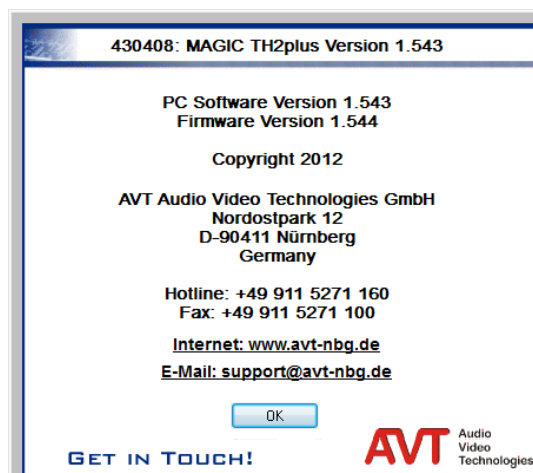 430408: MAGIC TH2plus Version 1.543
PC Software Version 1.543
Firmware Version 1.544
Copyright 2012
AVT Audio Video Technologies GmbH
Nordostpark 12
D-90411 Nürnberg
Germany
Hotline: +49 911 5271 160
Fax: +49 911 5271 100
Internet: www.avt-nbg.de
E-Mail: support@avt-nbg.de
OK
GET IN TOUCH!
AVT
Audio
Video
Technologies